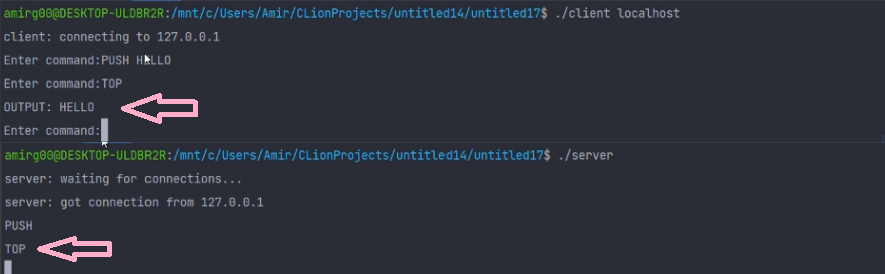 amirg00@DESKTOP-ULDBR2R:/mnt/c/Users/Amir/CLionProjects/untitled14/untitled17$ ./client localhost
client: connecting to 127.0.0.1
Enter command:PUSH HELLO
Enter command:TOP
OUTPUT: HELLO
Enter command:
amirg00@DESKTOP-ULDBR2R:/mnt/c/Users/Amir/CLionProjects/untitled14/untitled17$ ./server
server: waiting for connections...
server: got connection from 127.0.0.1
PUSH
TOP